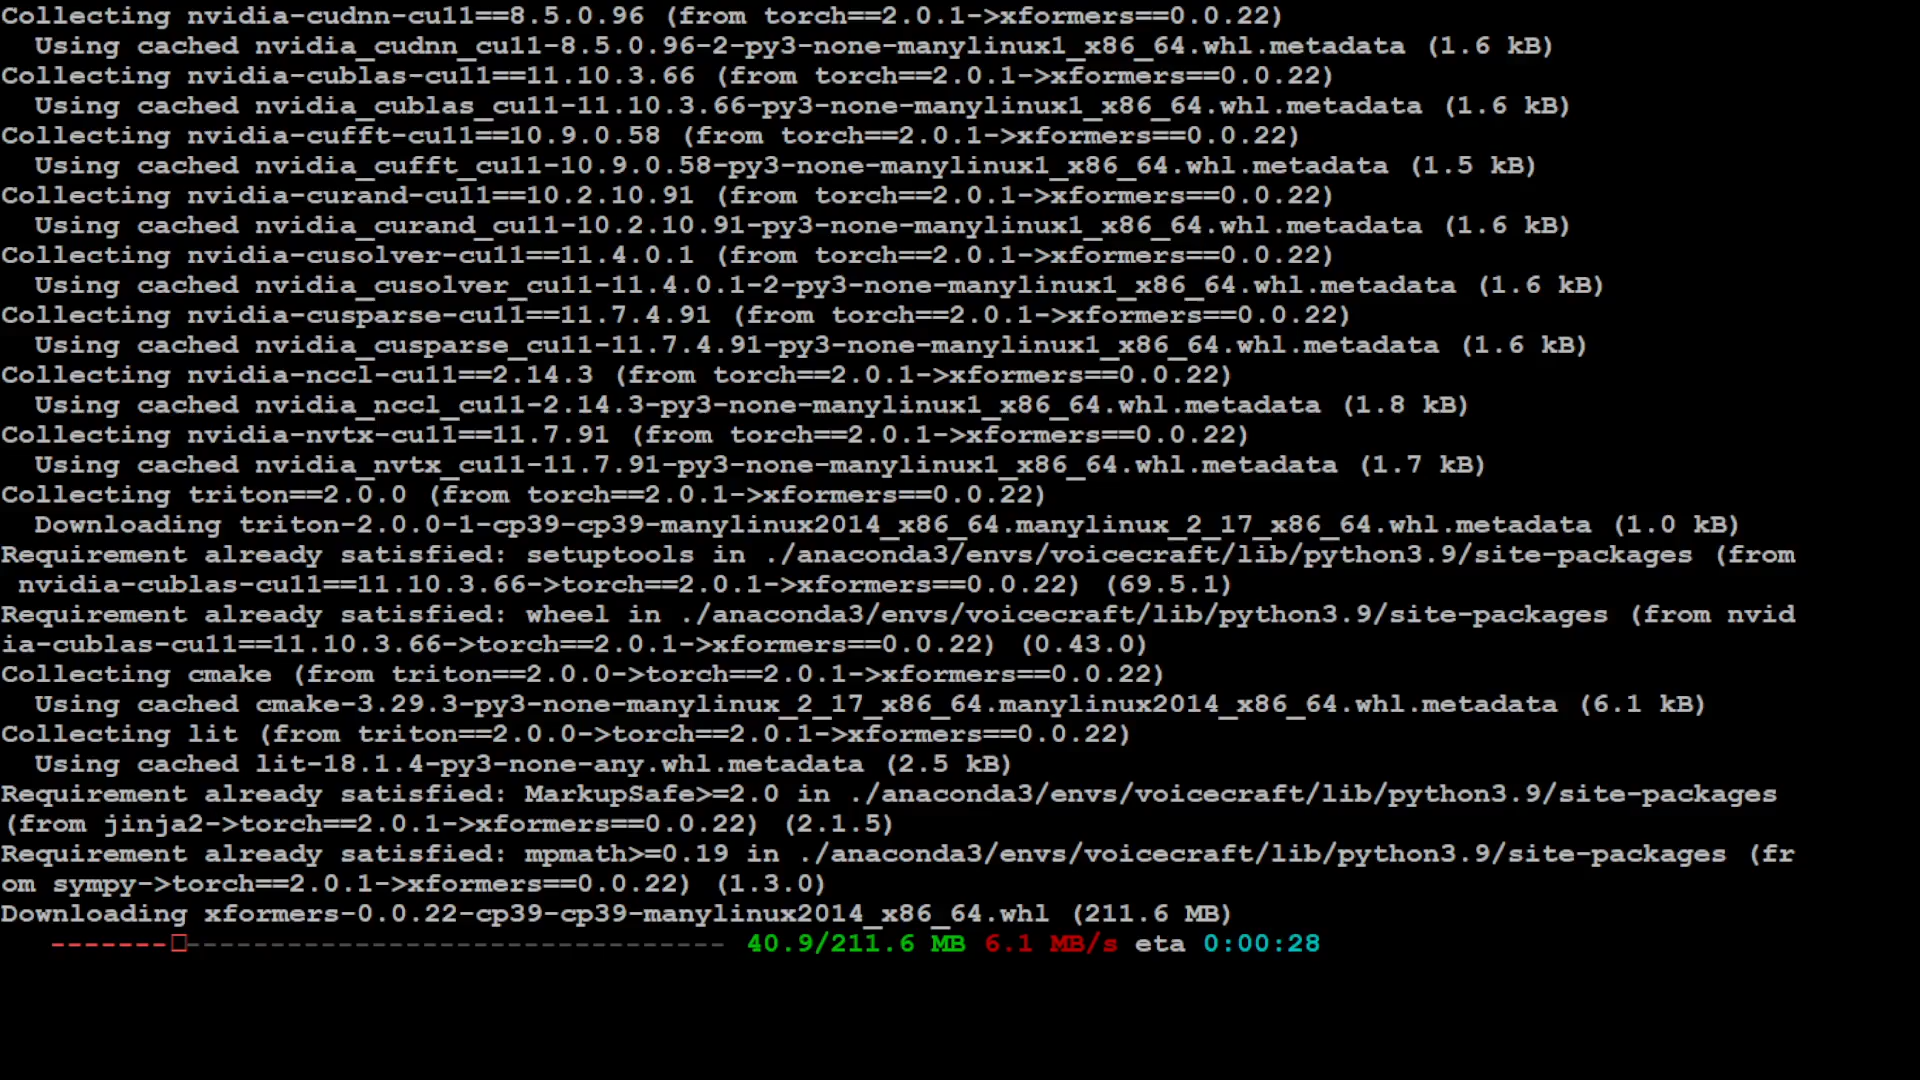 Collecting nvidia-cudnn-cu11==8.5.0.96 (from torch==2.0.1->xformers==0.0.22)
  Using cached nvidia_cudnn_cu11-8.5.0.96-2-py3-none-manylinux1_x86_64.whl.metadata (1.6 kB)
Collecting nvidia-cublas-cu11==11.10.3.66 (from torch==2.0.1->xformers==0.0.22)
  Using cached nvidia_cublas_cu11-11.10.3.66-py3-none-manylinux1_x86_64.whl.metadata (1.6 kB)
Collecting nvidia-cufft-cu11==10.9.0.58 (from torch==2.0.1->xformers==0.0.22)
  Using cached nvidia_cufft_cu11-10.9.0.58-py3-none-manylinux1_x86_64.whl.metadata (1.5 kB)
Collecting nvidia-curand-cu11==10.2.10.91 (from torch==2.0.1->xformers==0.0.22)
  Using cached nvidia_curand_cu11-10.2.10.91-py3-none-manylinux1_x86_64.whl.metadata (1.6 kB)
Collecting nvidia-cusolver-cu11==11.4.0.1 (from torch==2.0.1->xformers==0.0.22)
  Using cached nvidia_cusolver_cu11-11.4.0.1-2-py3-none-manylinux1_x86_64.whl.metadata (1.6 kB)
Collecting nvidia-cusparse-cu11==11.7.4.91 (from torch==2.0.1->xformers==0.0.22)
  Using cached nvidia_cusparse_cu11-11.7.4.91-py3-none-manylinux1_x86_64.whl.metadata (1.6 kB)
Collecting nvidia-nccl-cu11==2.14.3 (from torch==2.0.1->xformers==0.0.22)
  Using cached nvidia_nccl_cu11-2.14.3-py3-none-manylinux1_x86_64.whl.metadata (1.8 kB)
Collecting nvidia-nvtx-cu11==11.7.91 (from torch==2.0.1->xformers==0.0.22)
  Using cached nvidia_nvtx_cu11-11.7.91-py3-none-manylinux1_x86_64.whl.metadata (1.7 kB)
Collecting triton==2.0.0 (from torch==2.0.1->xformers==0.0.22)
  Downloading triton-2.0.0-1-cp39-cp39-manylinux2014_x86_64.manylinux_2_17_x86_64.whl.metadata (1.0 kB)
Requirement already satisfied: setuptools in ./anaconda3/envs/voicecraft/lib/python3.9/site-packages (from
 nvidia-cublas-cu11==11.10.3.66->torch==2.0.1->xformers==0.0.22) (69.5.1)
Requirement already satisfied: wheel in ./anaconda3/envs/voicecraft/lib/python3.9/site-packages (from nvid
ia-cublas-cu11==11.10.3.66->torch==2.0.1->xformers==0.0.22) (0.43.0)
Collecting cmake (from triton==2.0.0->torch==2.0.1->xformers==0.0.22)
  Using cached cmake-3.29.3-py3-none-manylinux_2_17_x86_64.manylinux2014_x86_64.whl.metadata (6.1 kB)
Collecting lit (from triton==2.0.0->torch==2.0.1->xformers==0.0.22)
  Using cached lit-18.1.4-py3-none-any.whl.metadata (2.5 kB)
Requirement already satisfied: MarkupSafe>=2.0 in ./anaconda3/envs/voicecraft/lib/python3.9/site-packages
(from jinja2->torch==2.0.1->xformers==0.0.22) (2.1.5)
Requirement already satisfied: mpmath>=0.19 in ./anaconda3/envs/voicecraft/lib/python3.9/site-packages (fr
om sympy->torch==2.0.1->xformers==0.0.22) (1.3.0)
Downloading xformers-0.0.22-cp39-cp39-manylinux2014_x86_64.whl (211.6 MB)
   -------□-------------------------------- 40.9/211.6 MB 6.1 MB/s eta 0:00:28